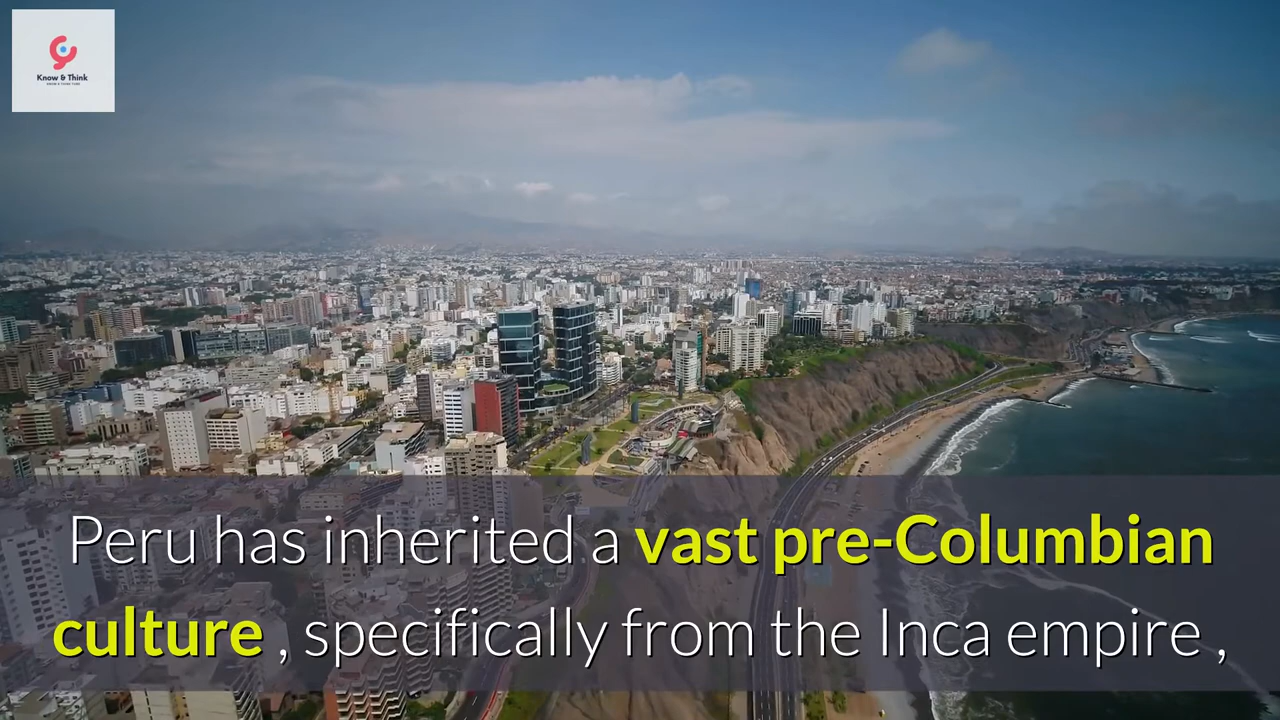 Know & Think
Peru has inherited a vast pre-Columbian
culture , specifically from the Inca empire ,